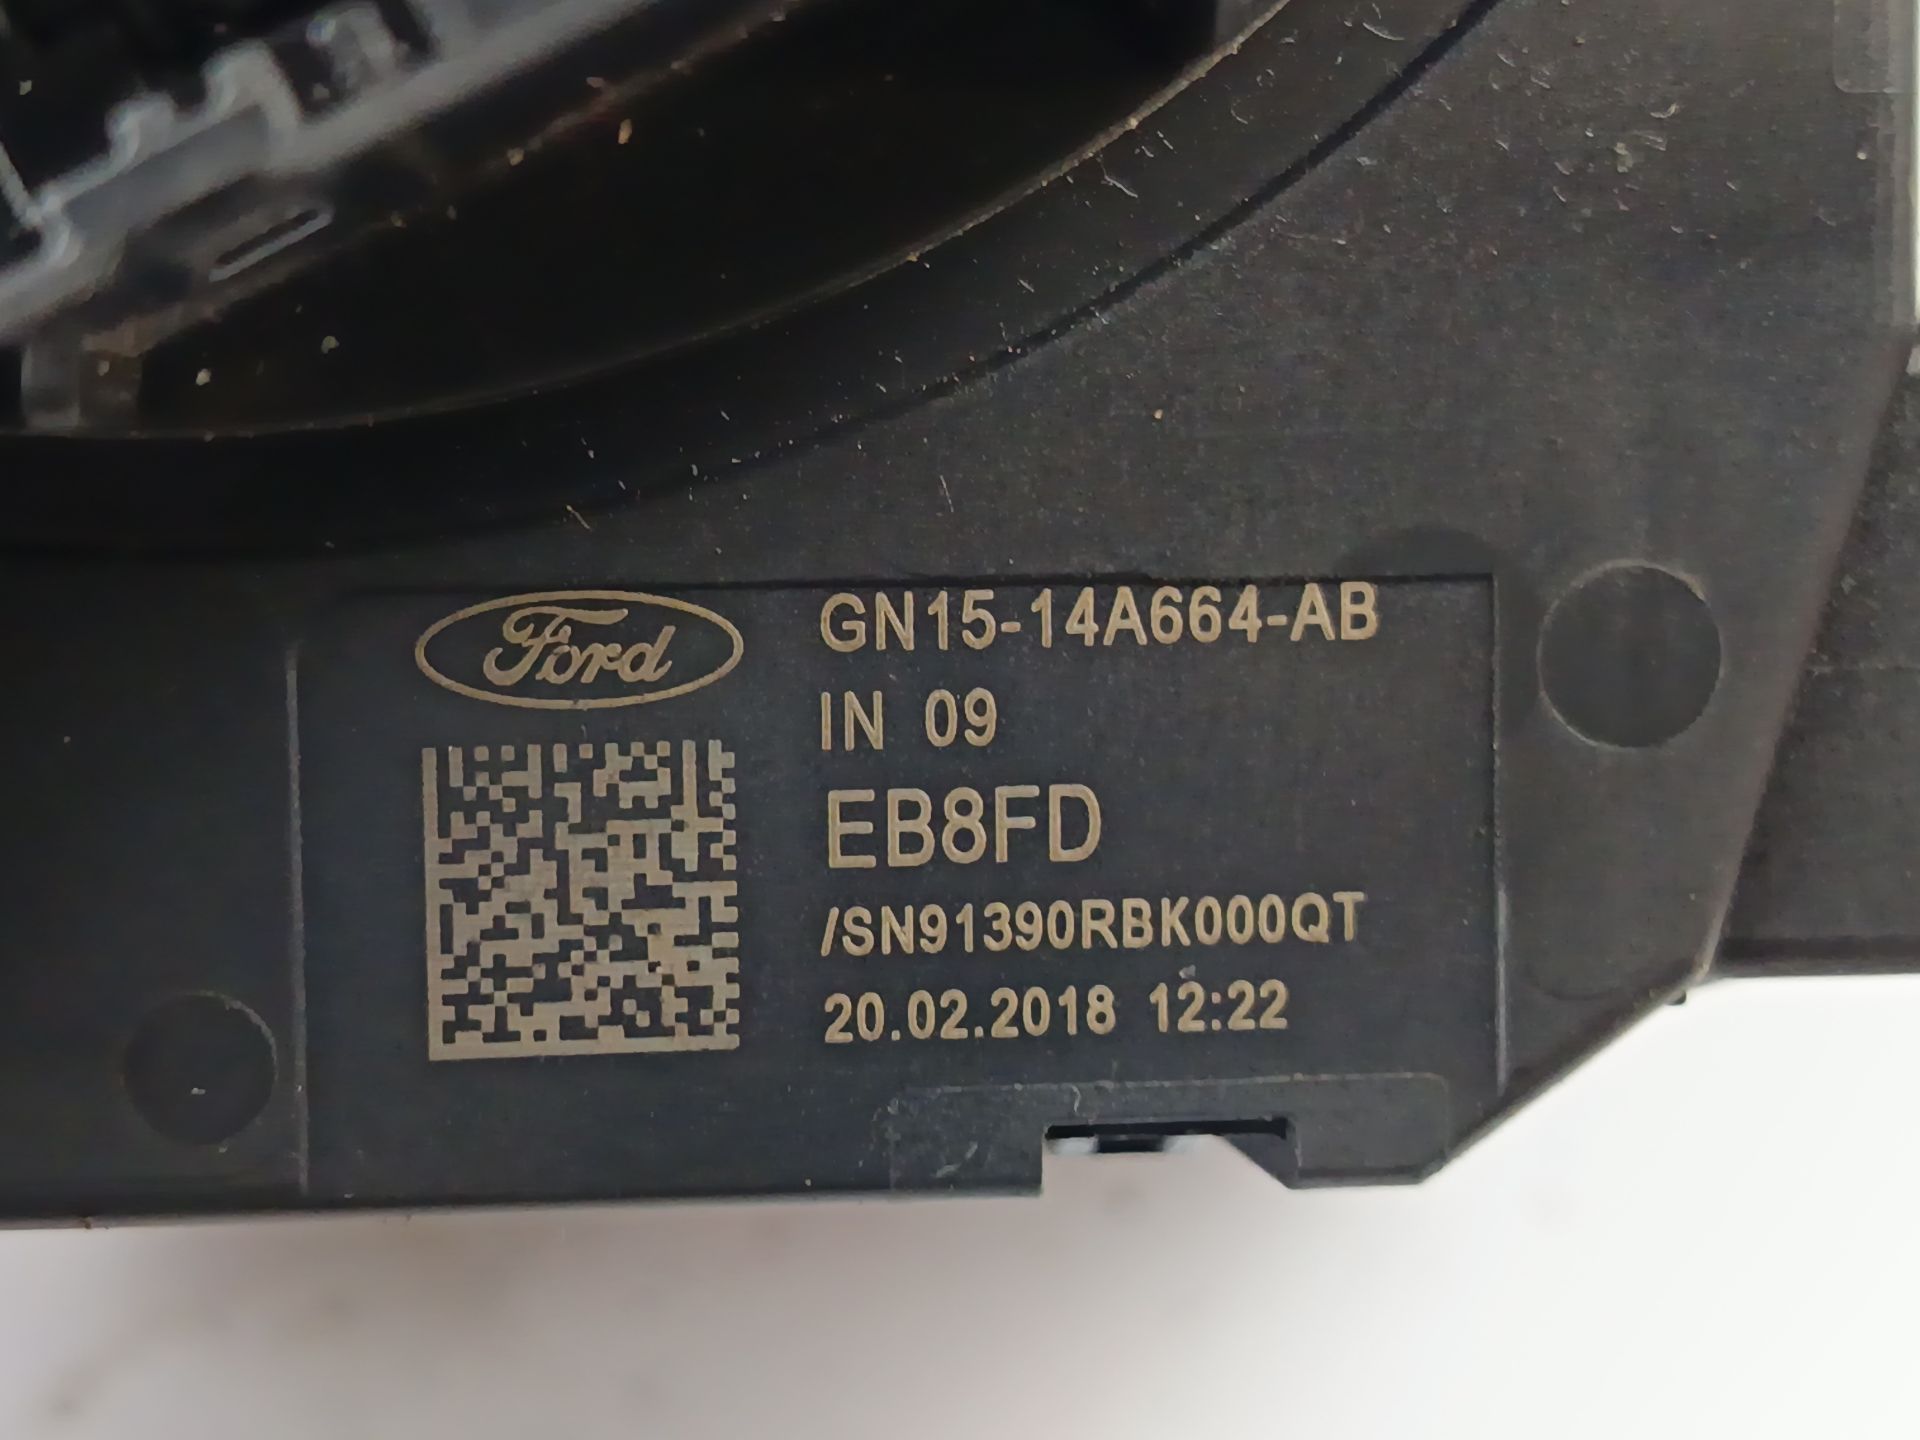 Ford
GN15-14A664-AB
IN 09
EB8FD
/SN91390RBK000QT
20.02.2018 12:22